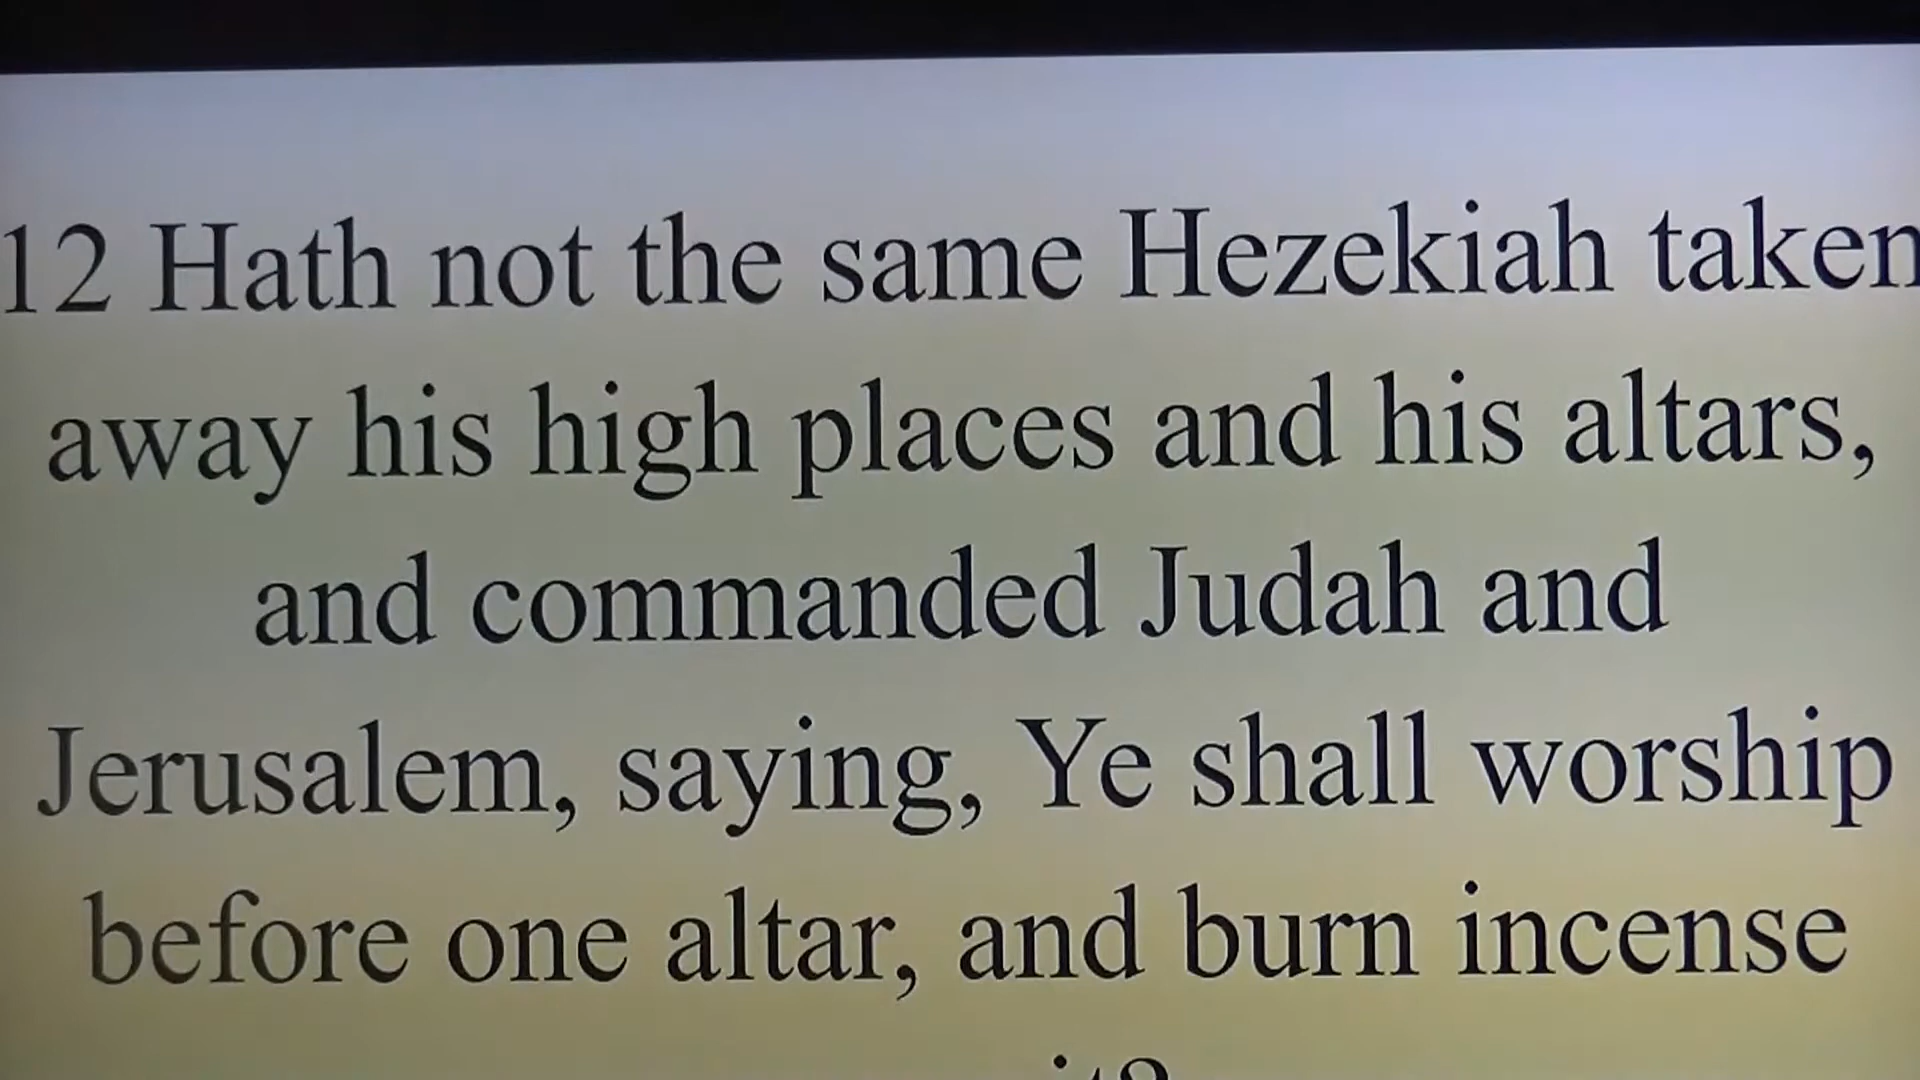 12 Hath not the same Hezekiah taken
away his high places and his altars,
and commanded Judah and
Jerusalem, saying, Ye shall worship
before one altar, and burn incense